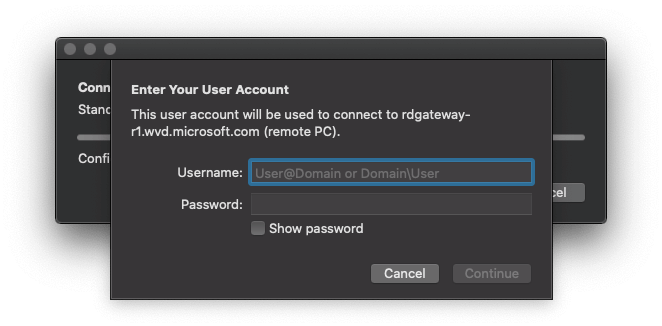 Enter Your User Account
Conn
This user account will be used to connect to rdgateway-
Stand
r1.wvd.microsoft.com (remote PC).
Confi
Username: User@Domain or Domain\User
cel
Password:
Show password
Cancel Continue